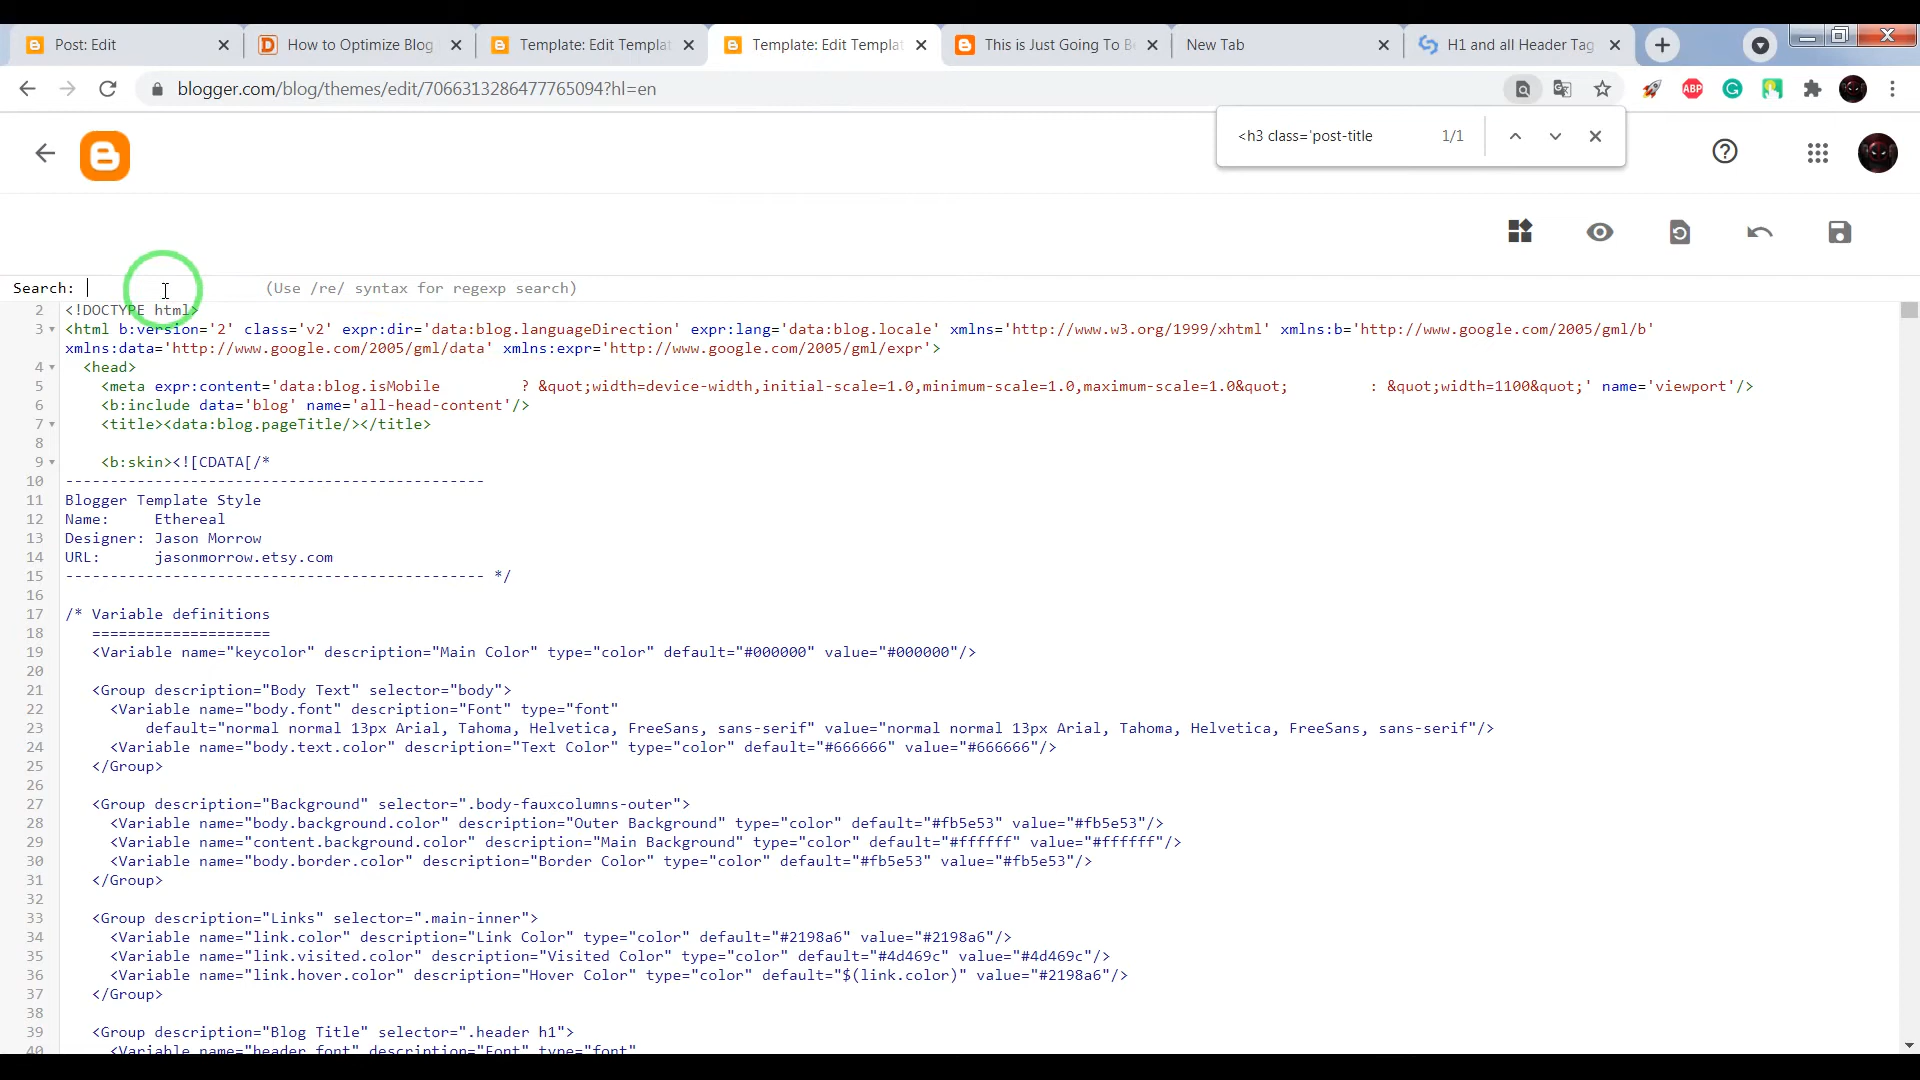 Post: Edit
How to Optimize Blog
Template: Edit Templat
Template: Edit Templat
This is Just Going To Be
New Tab
H1 and all Header Tag
blogger.com/blog/themes/edit/7066313286477765094?hl=en
ABP
<h3 class='post-title 1/1
Search: (Use /re/ syntax for regexp search)
2 <!DOCTYPE html>
3 <html b:version='2' class='v2' expr:dir='data:blog.languageDirection' expr:lang='data:blog.locale' xmlns='http://www.w3.org/1999/xhtml' xmlns:b='http://www.google.com/2005/gml/b'
xmlns:data='http://www.google.com/2005/gml/data' xmlns:expr='http://www.google.com/2005/gml/expr'>
4 <head>
5 <meta expr:content='data:blog.isMobile ? &quot;width=device-width,initial-scale=1.0,minimum-scale=1.0,maximum-scale=1.0&quot; : &quot;width=1100&quot;' name='viewport'/>
6 <b:include data='blog' name='all-head-content'/>
7 <title><data:blog.pageTitle/></title>
8
9 <b:skin><![CDATA[/*
10 -----------------------------------------------
11 Blogger Template Style
12 Name: Ethereal
13 Designer: Jason Morrow
14 URL: jasonmorrow.etsy.com
15 ----------------------------------------------- */
16
17 /* Variable definitions
18 ====================
19 <Variable name="keycolor" description="Main Color" type="color" default="#000000" value="#000000"/>
20
21 <Group description="Body Text" selector="body">
22 <Variable name="body.font" description="Font" type="font"
23 default="normal normal 13px Arial, Tahoma, Helvetica, FreeSans, sans-serif" value="normal normal 13px Arial, Tahoma, Helvetica, FreeSans, sans-serif"/>
24 <Variable name="body.text.color" description="Text Color" type="color" default="#666666" value="#666666"/>
25 </Group>
26
27 <Group description="Background" selector=".body-fauxcolumns-outer">
28 <Variable name="body.background.color" description="Outer Background" type="color" default="#fb5e53" value="#fb5e53"/>
29 <Variable name="content.background.color" description="Main Background" type="color" default="#ffffff" value="#ffffff"/>
30 <Variable name="body.border.color" description="Border Color" type="color" default="#fb5e53" value="#fb5e53"/>
31 </Group>
32
33 <Group description="Links" selector=".main-inner">
34 <Variable name="link.color" description="Link Color" type="color" default="#2198a6" value="#2198a6"/>
35 <Variable name="link.visited.color" description="Visited Color" type="color" default="#4d469c" value="#4d469c"/>
36 <Variable name="link.hover.color" description="Hover Color" type="color" default="$(link.color)" value="#2198a6"/>
37 </Group>
38
39 <Group description="Blog Title" selector=".header h1">
40 <Variable name="header.font" description="Font" type="font"